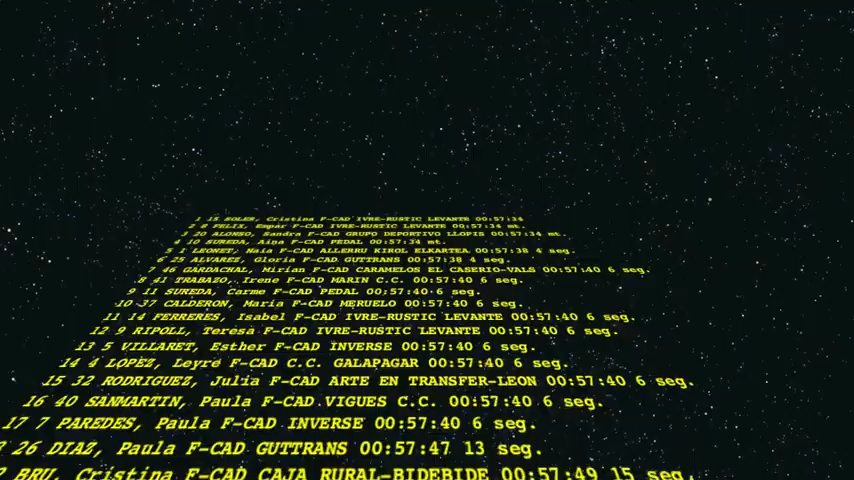 1 15 SOLER, Cristina F-CAD IVRE-RUSTIC LEVANTE 00:57:34
2 8 FELIX, Empar F-CAD IVRE-RUSTIC LEVANTE 00:57:34 mt.
3 20 ALONSO, Sandra F-CAD GRUPO DEPORTIVO LLOPIS 00:57:34 mt.
4 10 SUREDA, Aina F-CAD PEDAL 00:57:34 mt.
5 1 LEONET, Maia F-CAD ALLERRU KIROL ELKARTEA 00:57:38 4 seg.
6 25 ALVARES, Gloria F-CAD GUTTRANS 00:57:38 4 seg.
7 46 GARDACHAL, Mirian F-CAD CARAMELOS EL CASERIO-VALS 00:57:40 6 seg.
8 41 TRABAZO, Irene F-CAD MARIN C.C. 00:57:40 6 seg.
9 11 SUREDA, Carme F-CAD PEDAL 00:57:40 6 seg.
10 37 CALDERON, Maria F-CAD MERUELO 00:57:40 6 seg.
11 14 FERRERES, Isabel F-CAD IVRE-RUSTIC LEVANTE 00:57:40 6 seg.
12 9 RIPOLL, Teresa F-CAD IVRE-RUSTIC LEVANTE 00:57:40 6 seg.
13 5 VILLARET, Esther F-CAD INVERSE 00:57:40 6 seg.
14 4 LOPEZ, Leyre F-CAD C.C. GALAPAGAR 00:57:40 6 seg.
15 32 RODRIGUEZ, Julia F-CAD ARTE EN TRANSFER-LEON 00:57:40 6 seg.
16 40 SANMARTIN, Paula F-CAD VIGUES C.C. 00:57:40 6 seg.
17 7 PAREDES, Paula F-CAD INVERSE 00:57:40 6 seg.
26 DIAZ, Paula F-CAD GUTTRANS 00:57:47 13 seg.
BRU, Cristina F-CAD CAJA RURAL-BIDEBIDE 00:57:49 15 seg.